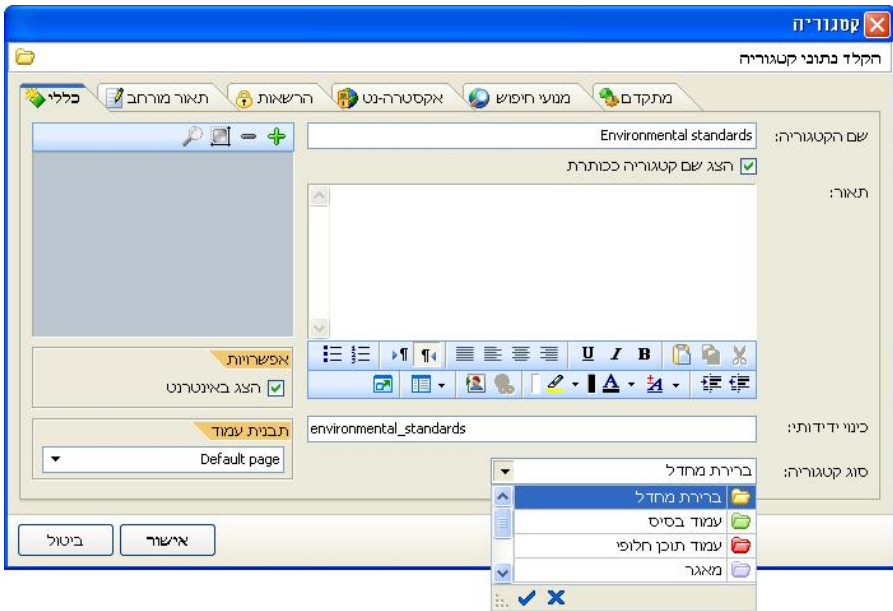 קטגוריה
הקלד נתוני קטגוריה
מתקדם מנועי חיפוש אקסטרה-נט הרשאות תאור מורחב כללי
שם הקטגוריה: Environmental standards
הצג שם קטגוריה ככותרת
תאור:
U I B
A a
אפשרויות
הצג באינטרנט
כינוי ידידותי: environmental_standards
תבנית עמוד
Default page
סוג קטגוריה: ברירת מחדל
ברירת מחדל
עמוד בסיס
עמוד תוכן חלופי
מאגר
אישור ביטול